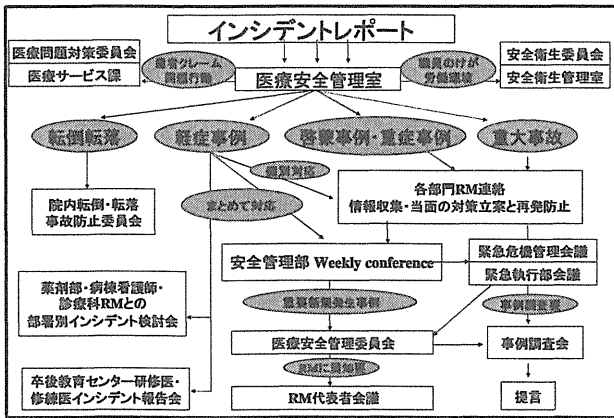 インシデントレポート
医療問題対策委員会
医療サービス課
患者クレーム
問題行動
医療安全管理室
職員のけが
労働環境
安全衛生委員会
安全衛生管理室
転倒転落
軽症事例
啓蒙事例・重症事例
重大事故
個別対応
院内転倒・転落
事故防止委員会
まとめて対応
各部門RM連絡
情報収集・当面の対策立案と再発防止
安全管理部 Weekly conference
緊急危機管理会議
緊急執行部会議
薬剤部・病棟看護師・
診療科RMとの
部署別インシデント検討会
事例調査要
医療安全管理委員会
事例調査会
卒後教育センター研修医・
修練医インシデント報告会
RMに周知要
RM代表者会議
提言